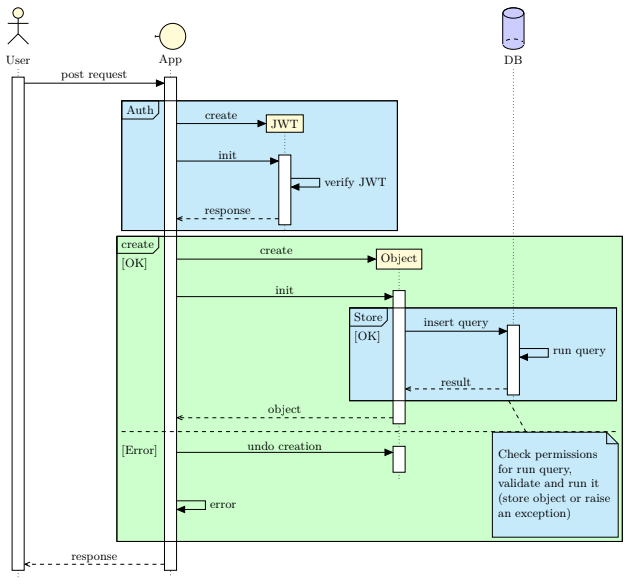 User
App
DB
post request
Auth
create
JWT
init
verify JWT
response
create
[OK]
create
Object
init
Store
[OK]
insert query
run query
result
object
[Error]
undo creation
Check permissions
for run query,
validate and run it
(store object or raise
an exception)
error
response